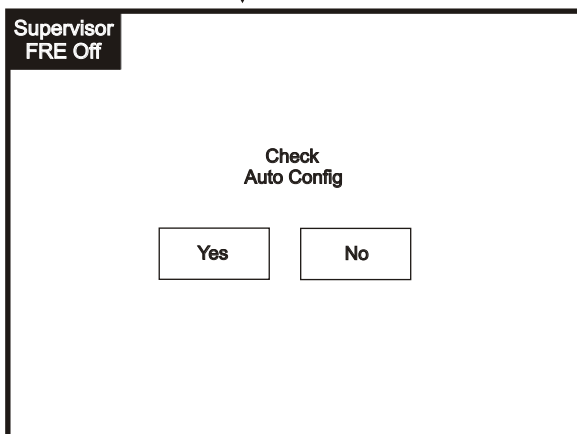 Supervisor
FRE Off
Check
Auto Config
Yes
No